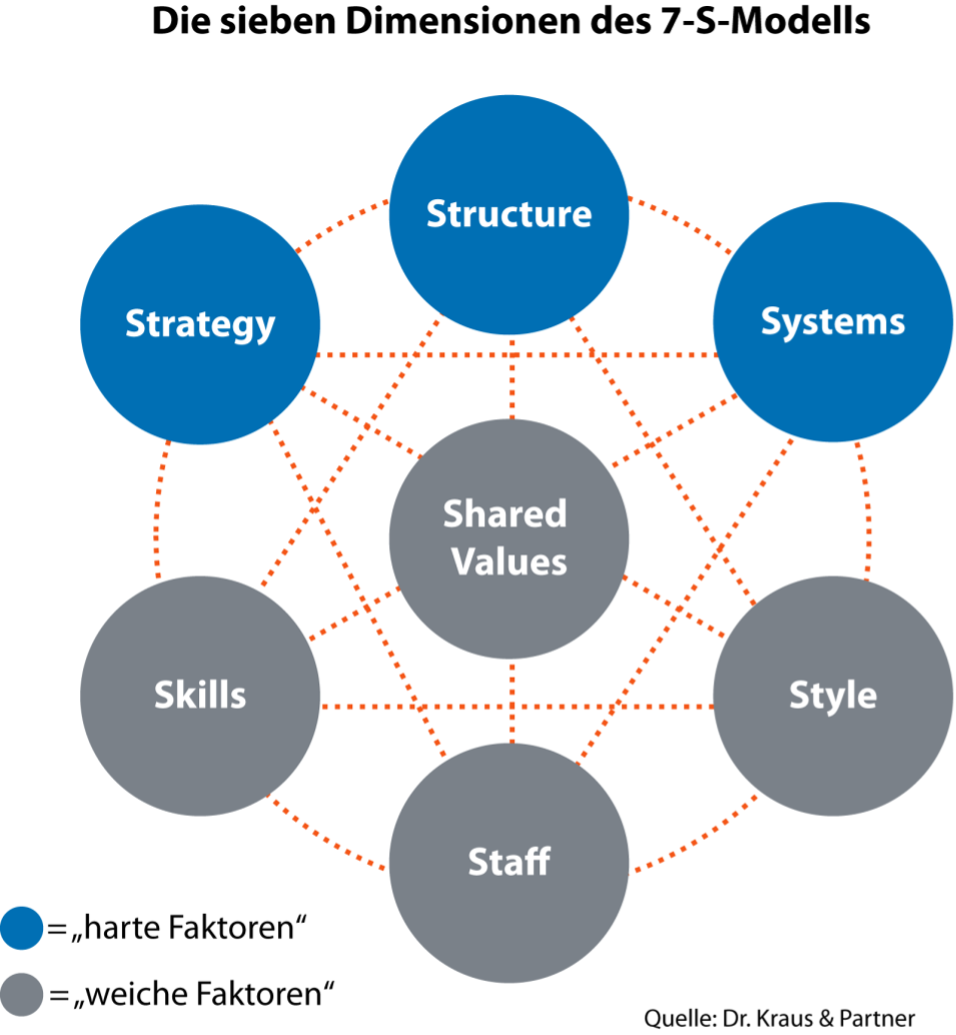 Die sieben Dimensionen des 7-S-Modells
Structure
Strategy
Systems
Shared
Values
Skills
Style
Staff
= „harte Faktoren“
= „weiche Faktoren“
Quelle: Dr. Kraus & Partner